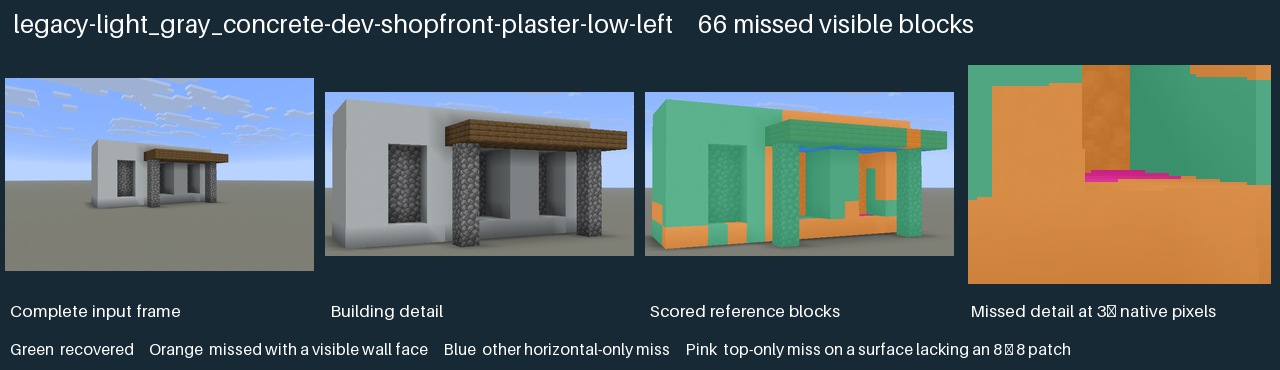 legacy-light_gray_concrete-dev-shopfront-plaster-low-left 66 missed visible blocks
Complete input frame
Building detail
Scored reference blocks
Missed detail at 3▯ native pixels
Green recovered Orange missed with a visible wall face Blue other horizontal-only miss Pink top-only miss on a surface lacking an 8▯8 patch